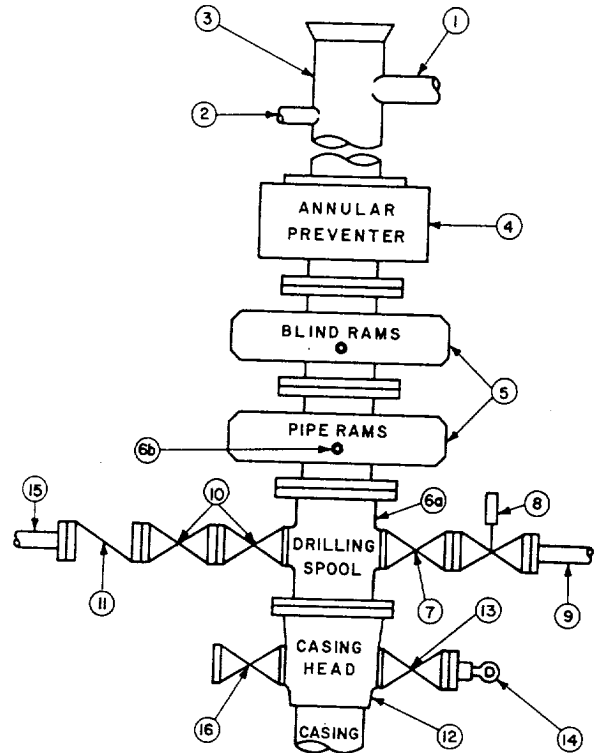 1
3
2
ANNULAR
PREVENTER
4
BLIND RAMS
5
PIPE RAMS
6b
15
10
6a
8
DRILLING
SPOOL
11
7
9
13
CASING
HEAD
16
12
14
CASING